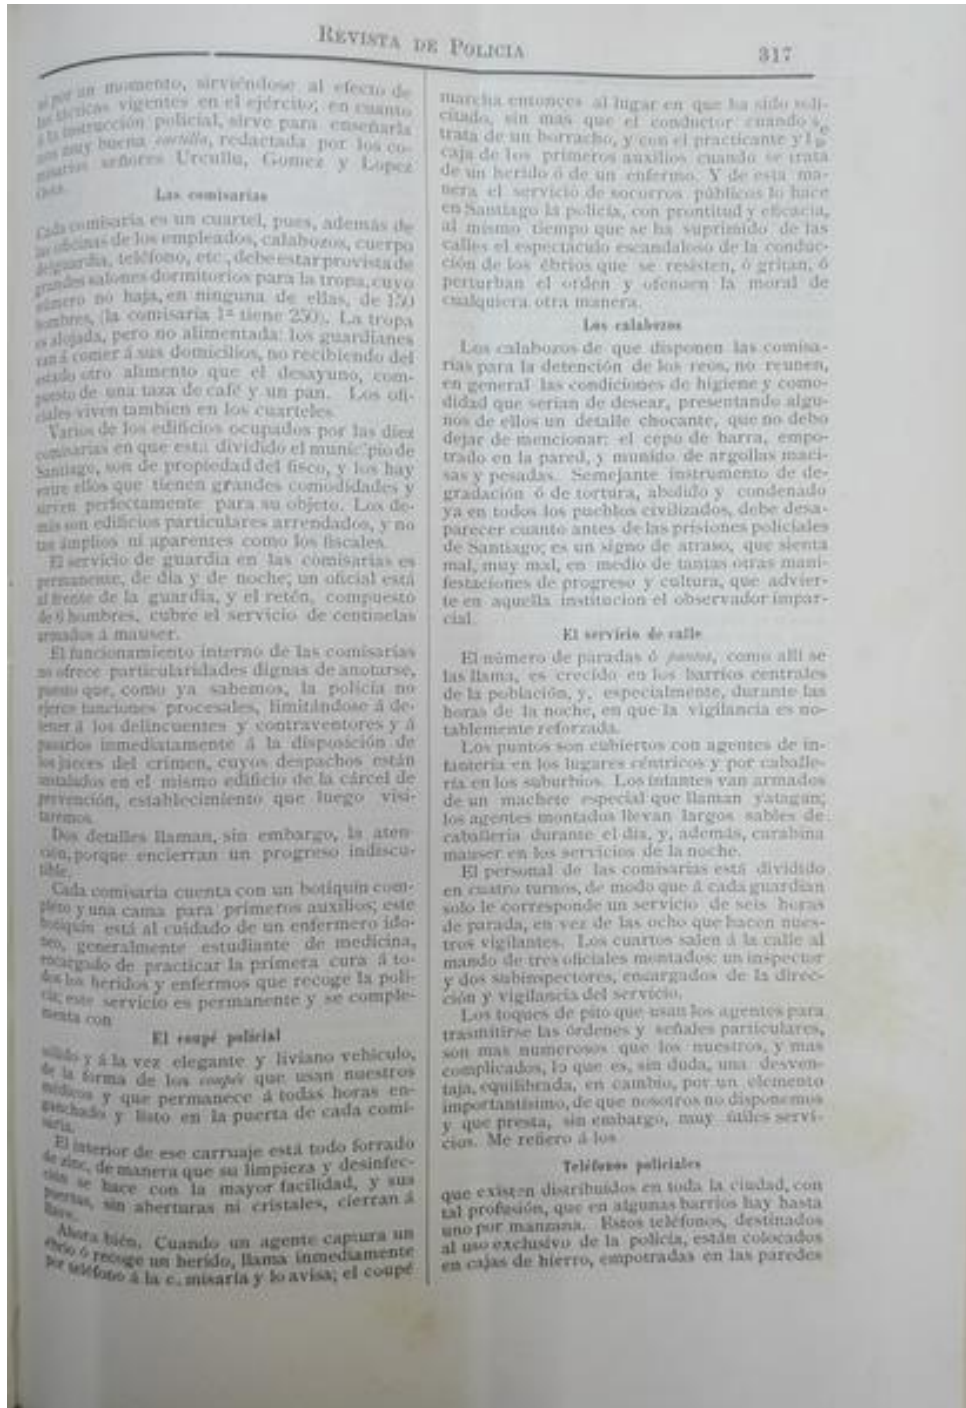 REVISTA DE POLICIA
317
por un momento, sirviéndose al efecto de
las tácticas vigentes en el ejército; en cuanto
á la instrucción policial, sirve para enseñarla
una muy buena cartilla, redactada por los co-
misarios señores Urcullu, Gomez y Lopez
Las comisarias
Cada comisaría es un cuartel, pues, además de
las oficinas de los empleados, calabozos, cuerpo
de guardia, teléfono, etc., debe estar provista de
grandes salones dormitorios para la tropa, cuyo
número no baja, en ninguna de ellas, de 150
hombres, (la comisaría 1ª tiene 250). La tropa
es alojada, pero no alimentada: los guardianes
van á comer á sus domicilios, no recibiendo del
estado otro alimento que el desayuno, com-
puesto de una taza de café y un pan. Los ofi-
ciales viven tambien en los cuarteles.
Varios de los edificios ocupados por las diez
comisarías en que está dividido el municipio de
Santiago, son de propiedad del fisco, y los hay
entre ellos que tienen grandes comodidades y
sirven perfectamente para su objeto. Los de-
más son edificios particulares arrendados, y no
tan ámplios ni aparentes como los fiscales.
El servicio de guardia en las comisarías es
permanente, de día y de noche; un oficial está
al frente de la guardia, y el retén, compuesto
de 6 hombres, cubre el servicio de centinelas
armados á mauser.
El funcionamiento interno de las comisarías
no ofrece particularidades dignas de anotarse,
puesto que, como ya sabemos, la policía no
ejerce funciones procesales, limitándose á de-
tener á los delincuentes y contraventores y á
pasarlos inmediatamente á la disposición de
los jueces del crímen, cuyos despachos están
instalados en el mismo edificio de la cárcel de
prevención, establecimiento que luego visi-
taremos.
Dos detalles llaman, sin embargo, la aten-
ción, porque encierran un progreso indiscu-
tible.
Cada comisaría cuenta con un botiquín com-
pleto y una cama para primeros auxilios; este
botiquín está al cuidado de un enfermero ido-
neo, generalmente estudiante de medicina,
encargado de practicar la primera cura á to-
dos los heridos y enfermos que recoge la poli-
cía; este servicio es permanente y se comple-
menta con
El coupé policial
sólido y á la vez elegante y liviano vehículo,
de la forma de los coupés que usan nuestros
médicos y que permanece á todas horas en-
ganchado y listo en la puerta de cada comi-
saría.
El interior de ese carruaje está todo forrado
de zinc, de manera que su limpieza y desinfec-
ción se hace con la mayor facilidad, y sus
puertas, sin aberturas ni cristales, cierran á
llave.
Ahora bién. Cuando un agente captura un
ébrio ó recoge un herido, llama inmediatamente
por teléfono á la c. misaría y lo avisa; el coupé
marcha entonces al lugar en que ha sido soli-
citado, sin mas que el conductor cuando se
trata de un borracho, y con el practicante y la
caja de los primeros auxilios cuando se trata
de un herido ó de un enfermo. Y de esta ma-
nera el servicio de socorros públicos lo hace
en Santiago la policía, con prontitud y eficacia,
al mismo tiempo que se ha suprimido de las
calles el espectáculo escandaloso de la conduc-
ción de los ébrios que se resisten, ó gritan, ó
perturban el orden y ofenden la moral de
cualquiera otra manera.
Los calabozos
Los calabozos de que disponen las comisa-
rías para la detención de los reos, no reunen,
en general las condiciones de higiene y como-
didad que serían de desear, presentando algu-
nos de ellos un detalle chocante, que no debo
dejar de mencionar: el cepo de barra, empo-
trado en la pared, y munido de argollas maci-
sas y pesadas. Semejante instrumento de de-
gradación ó de tortura, abolido y condenado
ya en todos los pueblos civilizados, debe desa-
parecer cuanto antes de las prisiones policiales
de Santiago; es un signo de atraso, que sienta
mal, muy mal, en medio de tantas otras mani-
festaciones de progreso y cultura, que advier-
te en aquella institucion el observador impar-
cial.
El servicio de calle
El número de paradas ó puntos, como allí se
las llama, es crecido en los barrios centrales
de la población, y, especialmente, durante las
horas de la noche, en que la vigilancia es no-
tablemente reforzada.
Los puntos son cubiertos con agentes de in-
fantería en los lugares céntricos y por caballe-
ría en los suburbios. Los infantes van armados
de un machete especial que llaman yatagán;
los agentes montados llevan largos sables de
caballería durante el día, y, además, carabina
mauser en los servicios de la noche.
El personal de las comisarías está dividido
en cuatro turnos, de modo que á cada guardian
solo le corresponde un servicio de seis horas
de parada, en vez de las ocho que hacen nues-
tros vigilantes. Los cuartos salen á la calle al
mando de tres oficiales montados: un inspector
y dos subinspectores, encargados de la direc-
ción y vigilancia del servicio.
Los toques de pito que usan los agentes para
trasmitirse las órdenes y señales particulares,
son mas numerosos que los nuestros, y mas
complicados, lo que es, sin duda, una desven-
taja, equilibrada, en cambio, por un elemento
importantísimo, de que nosotros no disponemos
y que presta, sin embargo, muy útiles servi-
cios. Me refiero á los
Teléfonos policiales
que existen distribuidos en toda la ciudad, con
tal profusión, que en algunas barrios hay hasta
uno por manzana. Estos teléfonos, destinados
al uso exclusivo de la policía, están colocados
en cajas de hierro, empotradas en las paredes